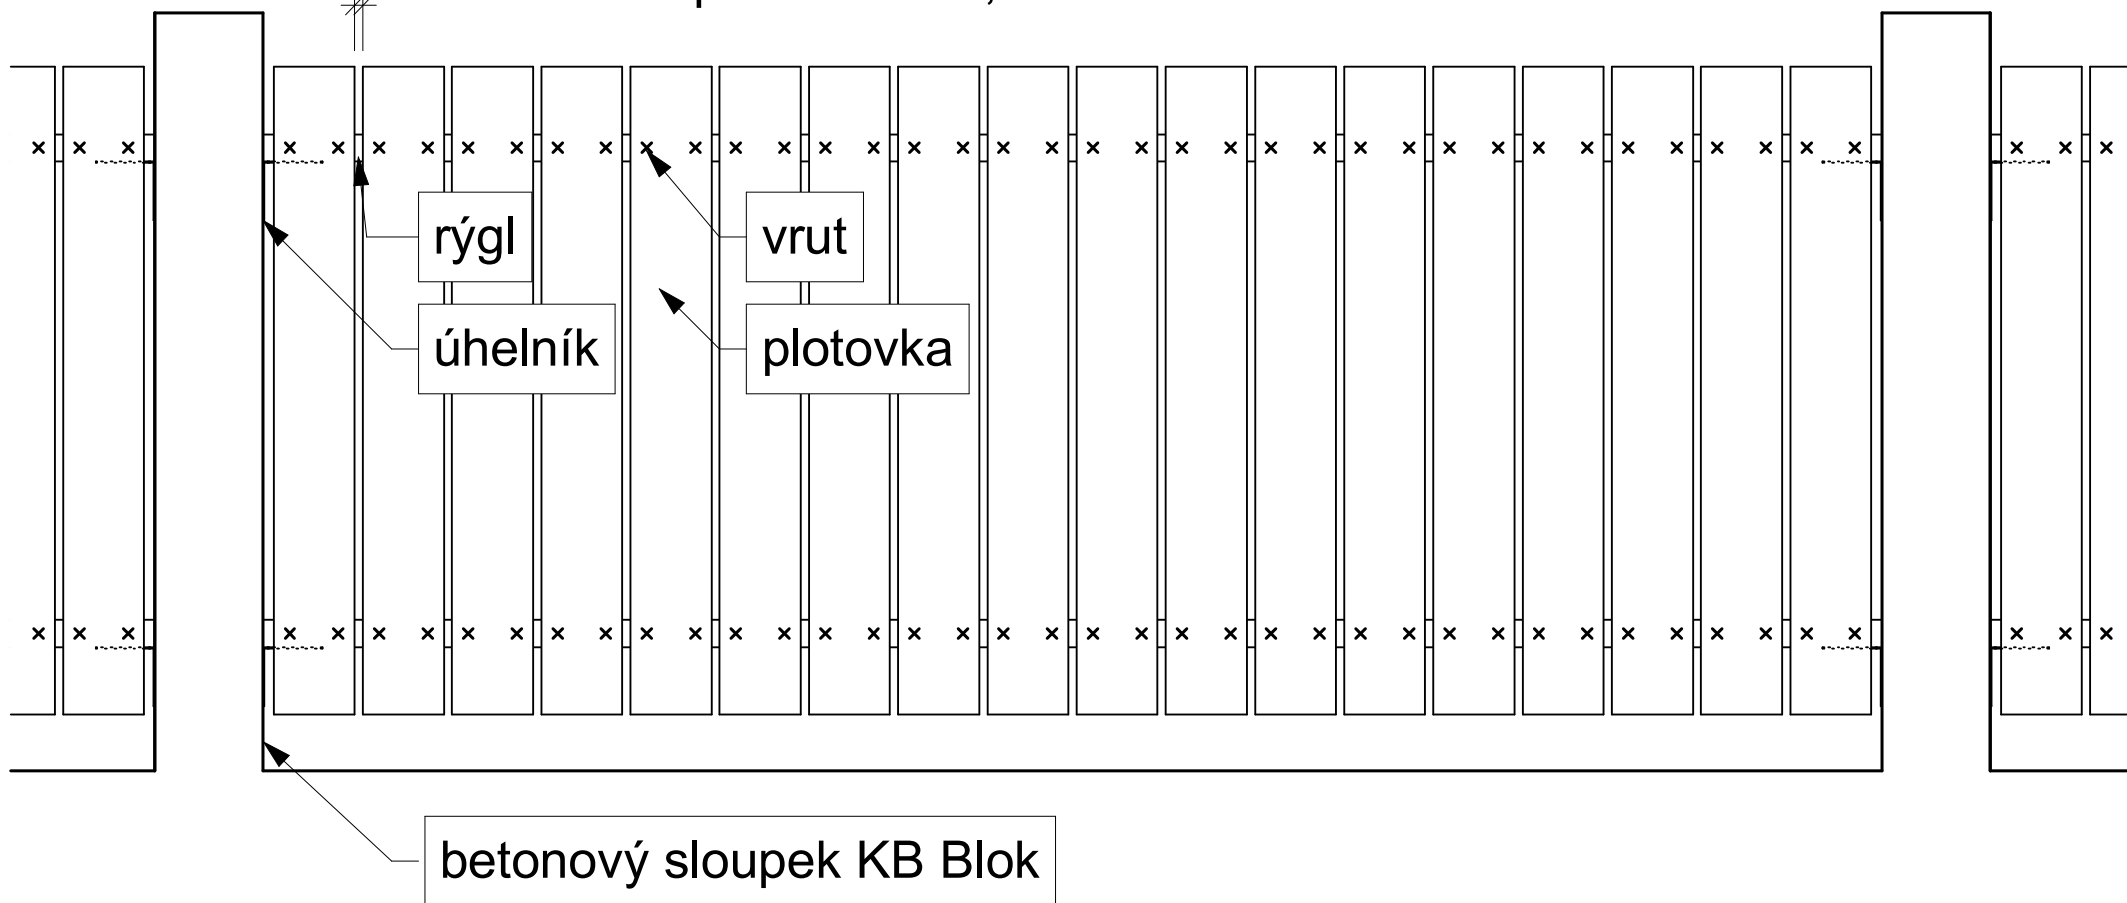 rýgl
vrut
úhelník
plotovka
betonový sloupek KB Blok